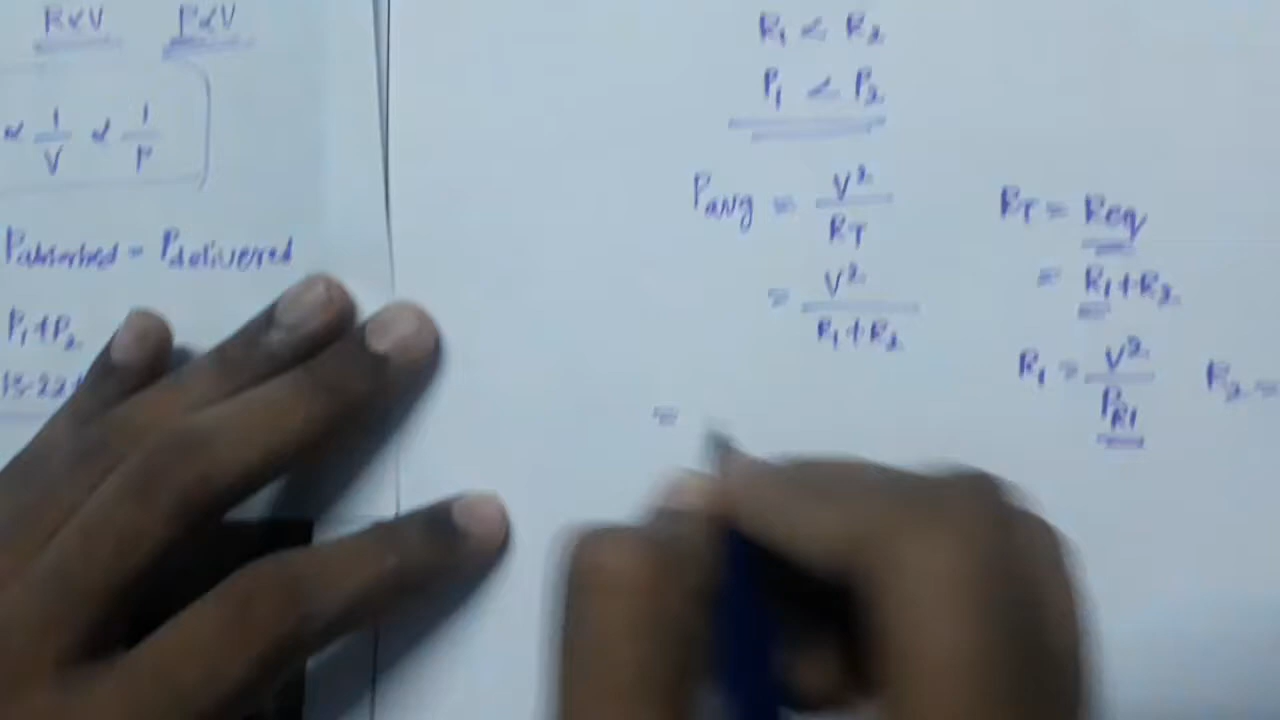 R∝V P∝V
∝ 1/V ∝ 1/P
Pabsorbed = Pdelivered
P₁+P₂
R₁ < R₂
P₁ < P₂
Pavg = V²/RT
= V²/R₁+R₂
=
RT = Req
= R₁+R₂
R₁ = V²/PR1 R₂ =